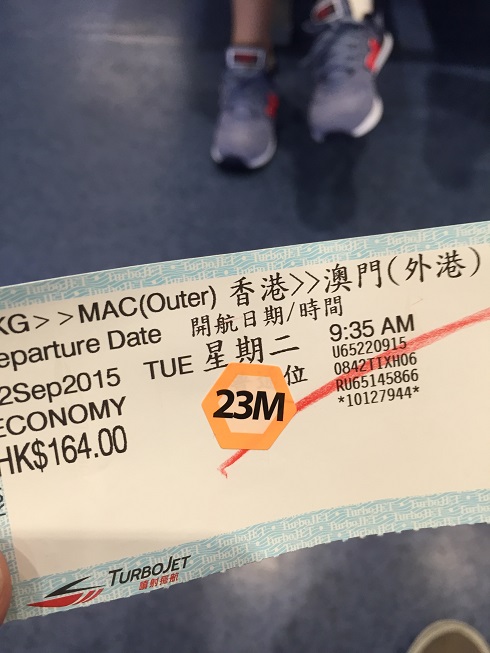 KG>>MAC(Outer) 香港>>澳門(外港)
eparture Date 開航日期/時間
2Sep2015 TUE 星期二 9:35 AM
ECONOMY 位 U65220915
HK$164.00 0842TIXH06
RU65145866
*10127944*
23M
TURBOJET
噴射飛航